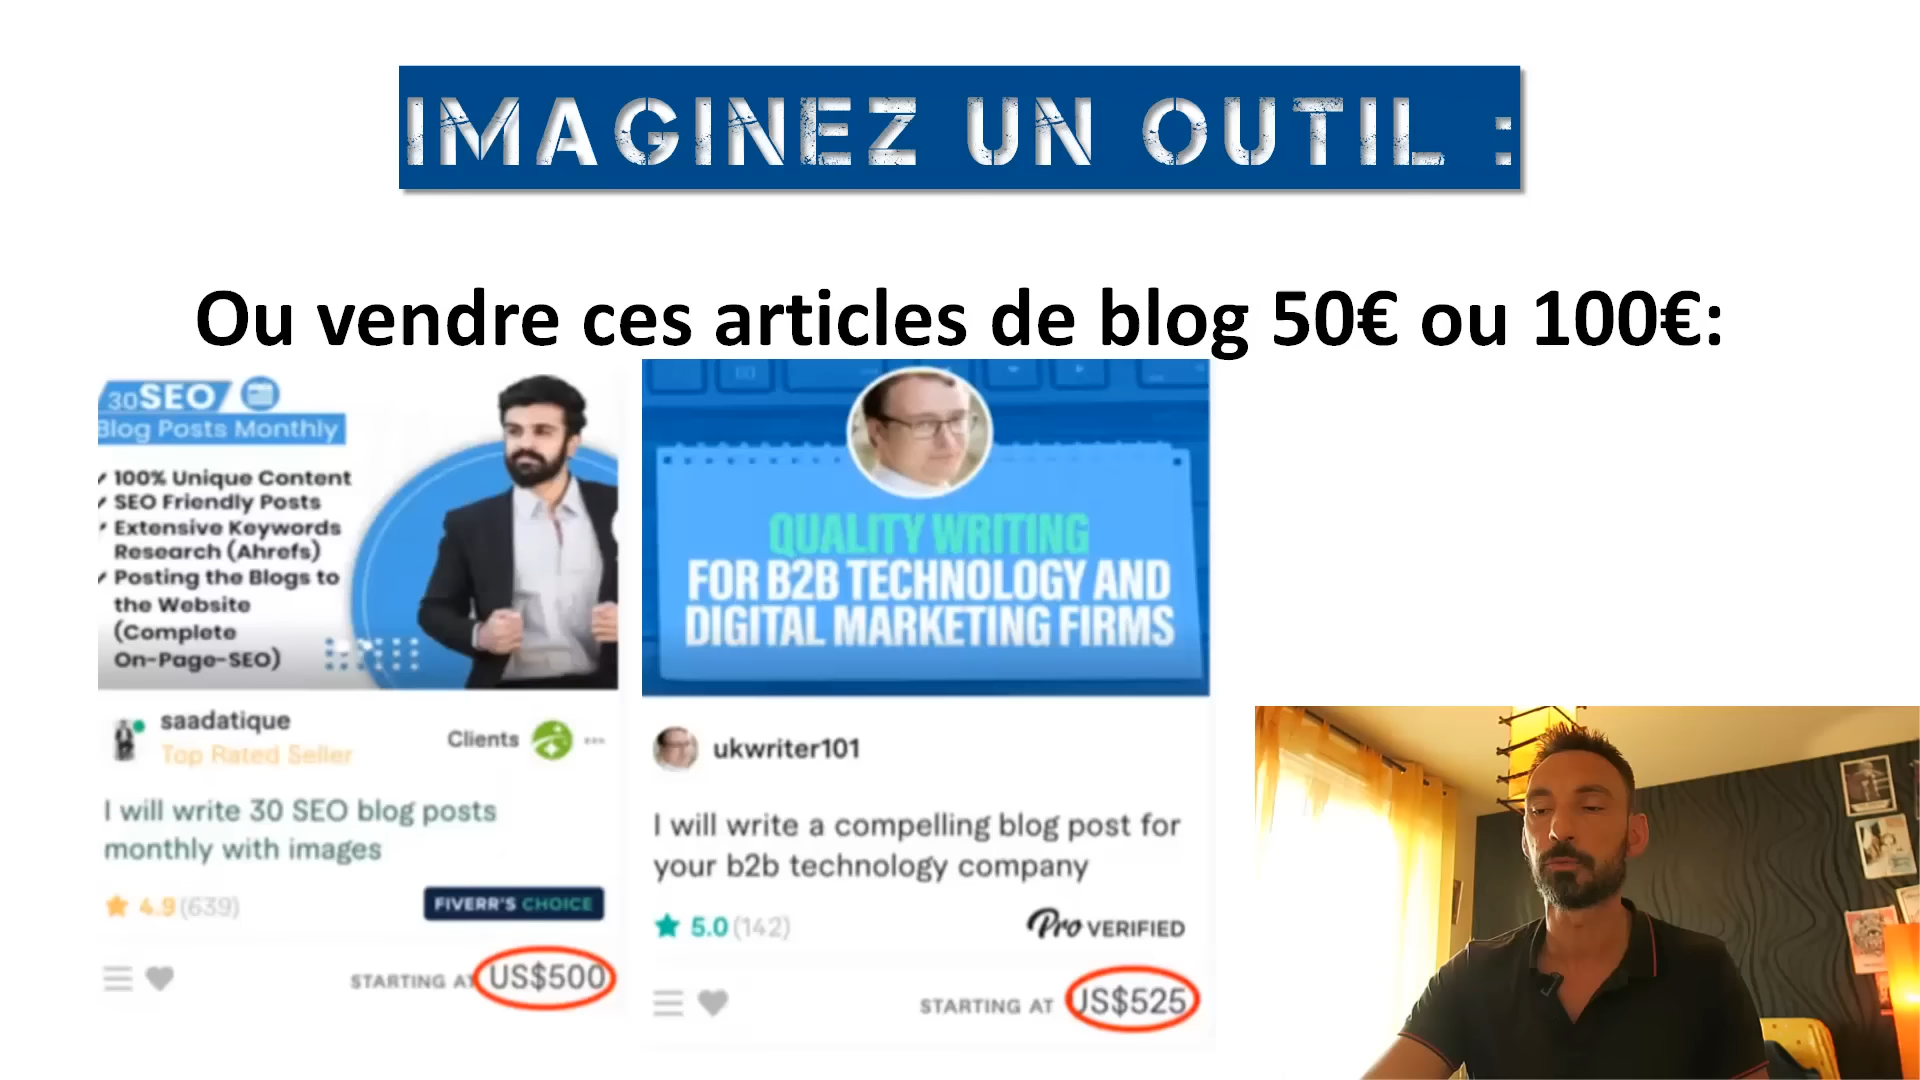 IMAGINEZ UN OUTIL :
Ou vendre ces articles de blog 50€ ou 100€:
30 SEO
Blog Posts Monthly
100% Unique Content
SEO Friendly Posts
Extensive Keywords
Research (Ahrefs)
Posting the Blogs to
the Website
(Complete
On-Page-SEO)
saadatique
Top Rated Seller
Clients
I will write 30 SEO blog posts
monthly with images
4.9 (639)
FIVERR'S CHOICE
STARTING AT US$500
QUALITY WRITING
FOR B2B TECHNOLOGY AND
DIGITAL MARKETING FIRMS
ukwriter101
I will write a compelling blog post for
your b2b technology company
5.0 (142)
Pro VERIFIED
STARTING AT US$525